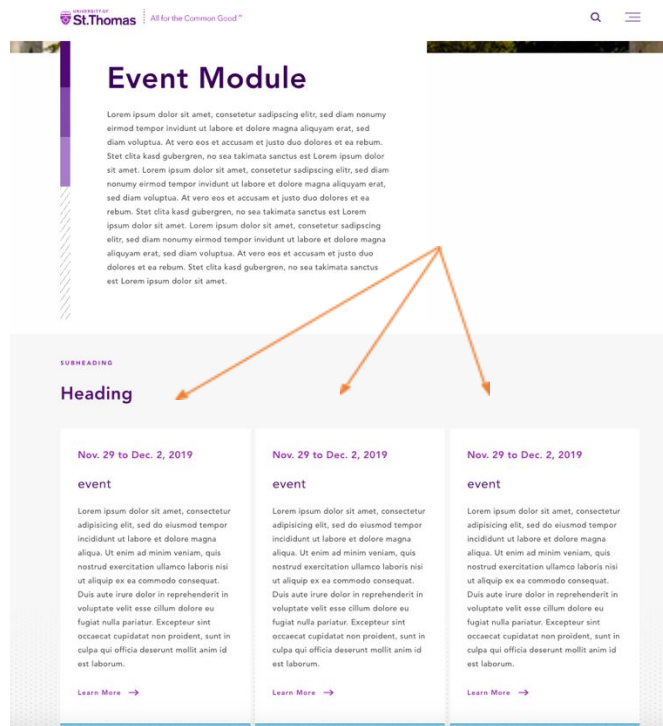 UNIVERSITY OF
St.Thomas
All for the Common Good™
Event Module
Lorem ipsum dolor sit amet, consetetur sadipscing elitr, sed diam nonumy
eirmod tempor invidunt ut labore et dolore magna aliquyam erat, sed
diam voluptua. At vero eos et accusam et justo duo dolores et ea rebum.
Stet clita kasd gubergren, no sea takimata sanctus est Lorem ipsum dolor
sit amet. Lorem ipsum dolor sit amet, consetetur sadipscing elitr, sed diam
nonumy eirmod tempor invidunt ut labore et dolore magna aliquyam erat,
sed diam voluptua. At vero eos et accusam et justo duo dolores et ea
rebum. Stet clita kasd gubergren, no sea takimata sanctus est Lorem
ipsum dolor sit amet. Lorem ipsum dolor sit amet, consetetur sadipscing
elitr, sed diam nonumy eirmod tempor invidunt ut labore et dolore magna
aliquyam erat, sed diam voluptua. At vero eos et accusam et justo duo
dolores et ea rebum. Stet clita kasd gubergren, no sea takimata sanctus
est Lorem ipsum dolor sit amet.
SUBHEADING
Heading
Nov. 29 to Dec. 2, 2019
event
Lorem ipsum dolor sit amet, consectetur
adipisicing elit, sed do eiusmod tempor
incididunt ut labore et dolore magna
aliqua. Ut enim ad minim veniam, quis
nostrud exercitation ullamco laboris nisi
ut aliquip ex ea commodo consequat.
Duis aute irure dolor in reprehenderit in
voluptate velit esse cillum dolore eu
fugiat nulla pariatur. Excepteur sint
occaecat cupidatat non proident, sunt in
culpa qui officia deserunt mollit anim id
est laborum.
Learn More
Nov. 29 to Dec. 2, 2019
event
Lorem ipsum dolor sit amet, consectetur
adipisicing elit, sed do eiusmod tempor
incididunt ut labore et dolore magna
aliqua. Ut enim ad minim veniam, quis
nostrud exercitation ullamco laboris nisi
ut aliquip ex ea commodo consequat.
Duis aute irure dolor in reprehenderit in
voluptate velit esse cillum dolore eu
fugiat nulla pariatur. Excepteur sint
occaecat cupidatat non proident, sunt in
culpa qui officia deserunt mollit anim id
est laborum.
Learn More
Nov. 29 to Dec. 2, 2019
event
Lorem ipsum dolor sit amet, consectetur
adipisicing elit, sed do eiusmod tempor
incididunt ut labore et dolore magna
aliqua. Ut enim ad minim veniam, quis
nostrud exercitation ullamco laboris nisi
ut aliquip ex ea commodo consequat.
Duis aute irure dolor in reprehenderit in
voluptate velit esse cillum dolore eu
fugiat nulla pariatur. Excepteur sint
occaecat cupidatat non proident, sunt in
culpa qui officia deserunt mollit anim id
est laborum.
Learn More